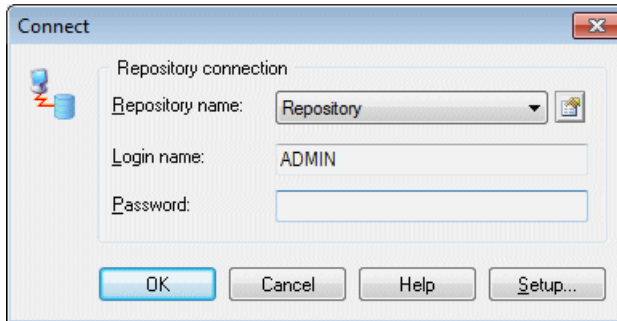 Connect
Repository connection
Repository name: Repository
Login name: ADMIN
Password:
OK Cancel Help Setup...